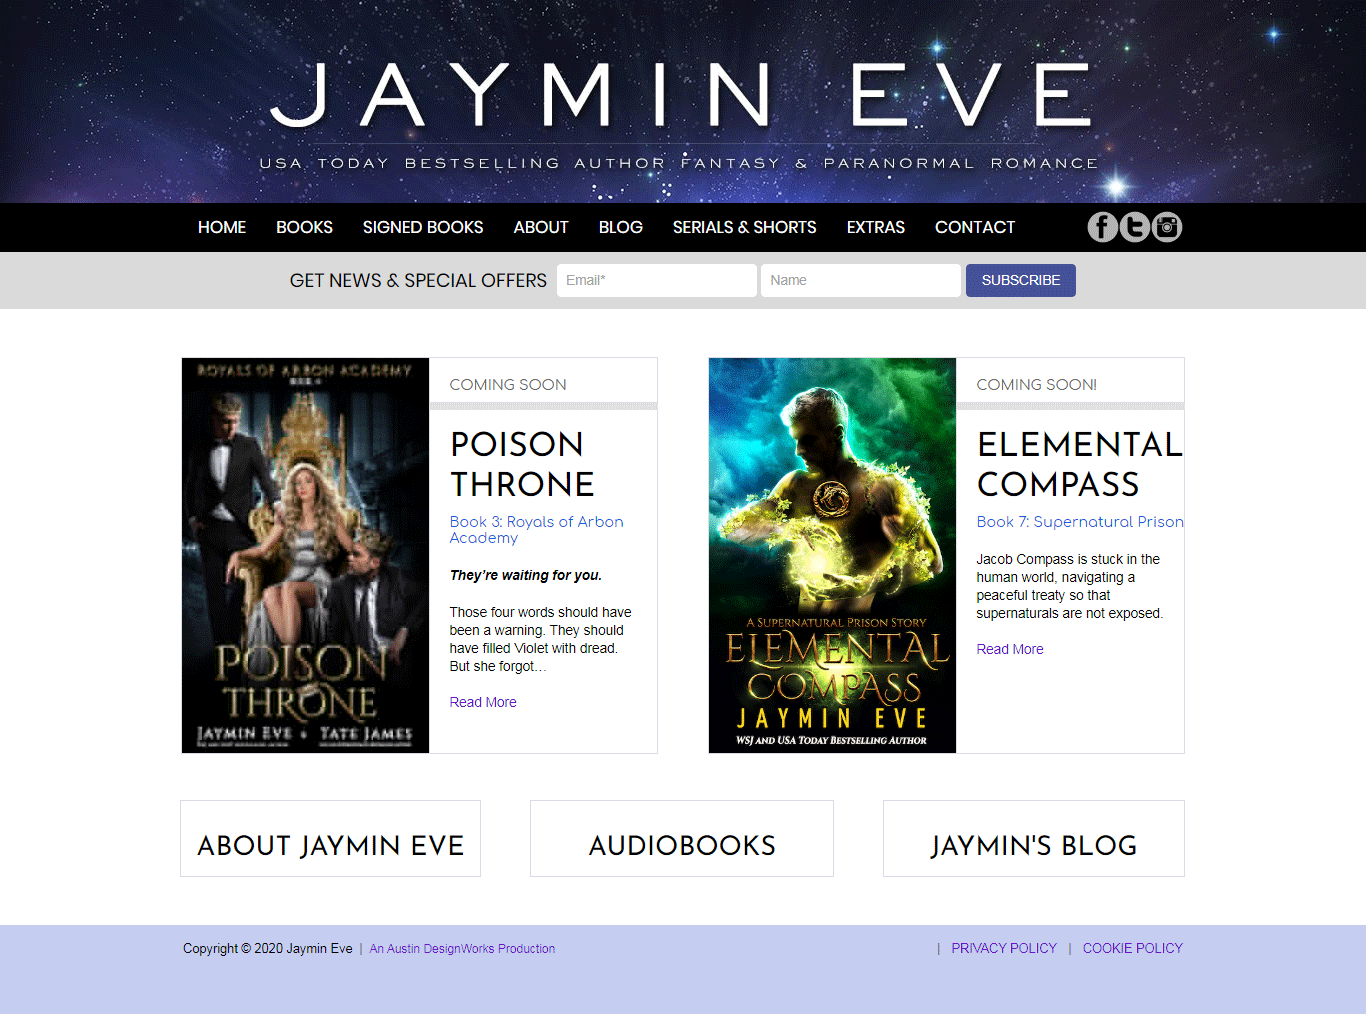 JAYMIN EVE
USA TODAY BESTSELLING AUTHOR FANTASY & PARANORMAL ROMANCE
HOME BOOKS SIGNED BOOKS ABOUT BLOG SERIALS & SHORTS EXTRAS CONTACT
GET NEWS & SPECIAL OFFERS Email* Name SUBSCRIBE
ROYALS OF ARBON ACADEMY
POISON
THRONE
JAYMIN EVE + TATE JAMES
COMING SOON
POISON
THRONE
Book 3: Royals of Arbon
Academy
They’re waiting for you.
Those four words should have
been a warning. They should
have filled Violet with dread.
But she forgot…
Read More
A SUPERNATURAL PRISON STORY
ELEMENTAL
COMPASS
JAYMIN EVE
WSJ AND USA TODAY BESTSELLING AUTHOR
COMING SOON!
ELEMENTAL
COMPASS
Book 7: Supernatural Prison
Jacob Compass is stuck in the
human world, navigating a
peaceful treaty so that
supernaturals are not exposed.
Read More
ABOUT JAYMIN EVE
AUDIOBOOKS
JAYMIN'S BLOG
Copyright © 2020 Jaymin Eve | An Austin DesignWorks Production
| PRIVACY POLICY | COOKIE POLICY